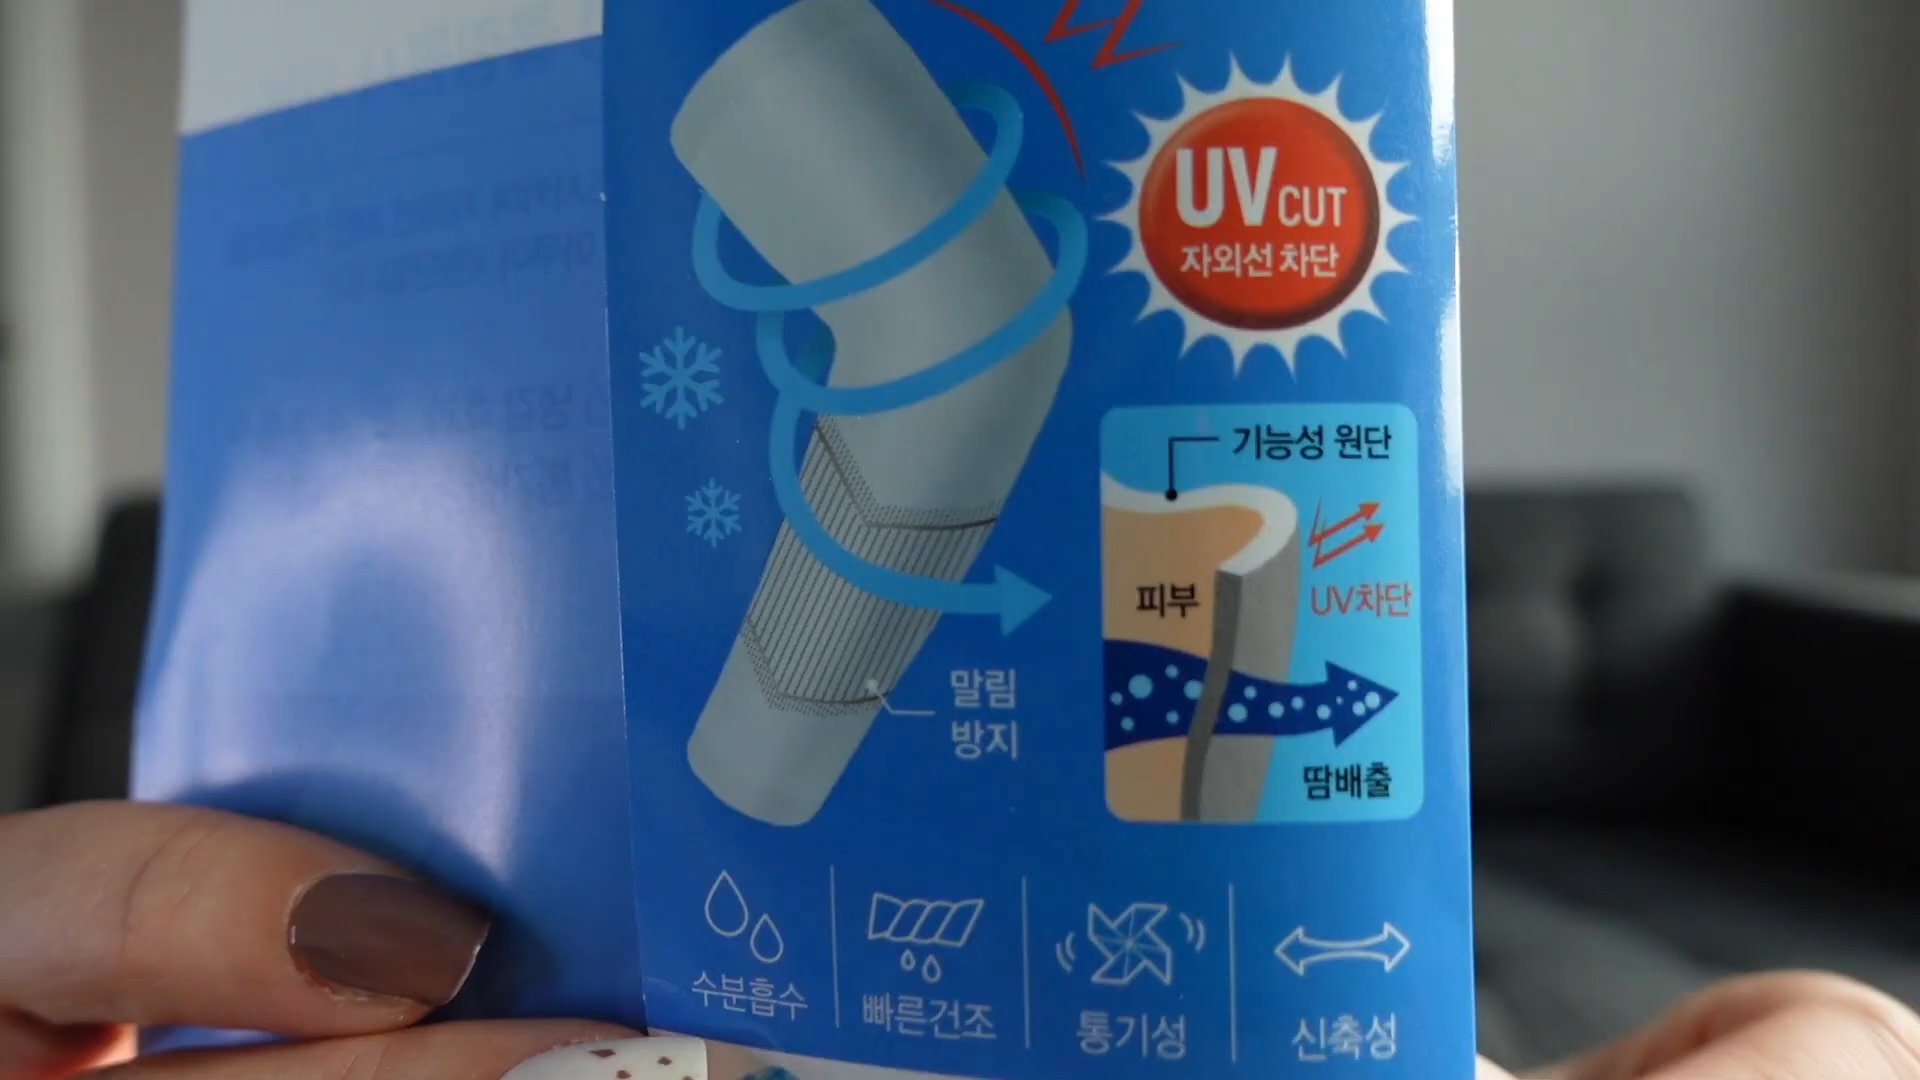 UV CUT
자외선 차단
기능성 원단
피부
UV차단
말림
방지
땀배출
수분흡수
빠른건조
통기성
신축성